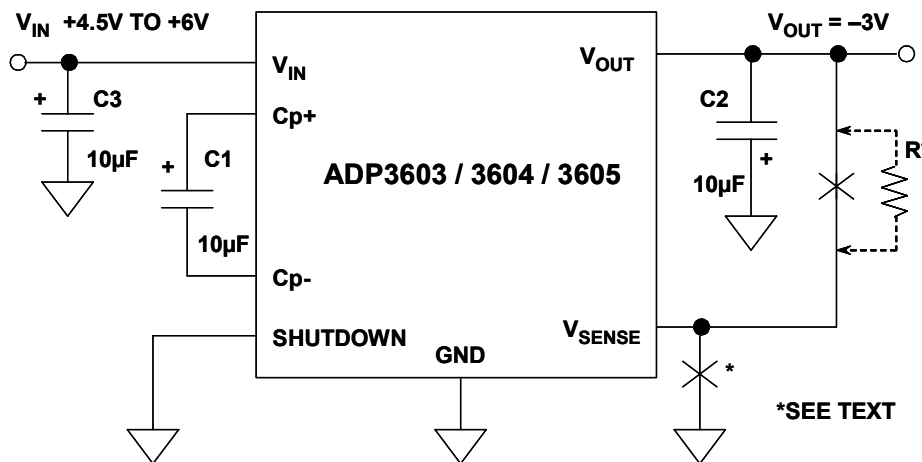 VIN +4.5V TO +6V
VOUT = –3V
VIN
VOUT
+
C3
10µF
Cp+
+
C1
10µF
Cp-
ADP3603 / 3604 / 3605
C2
+
10µF
R*
SHUTDOWN
GND
VSENSE
*
*SEE TEXT